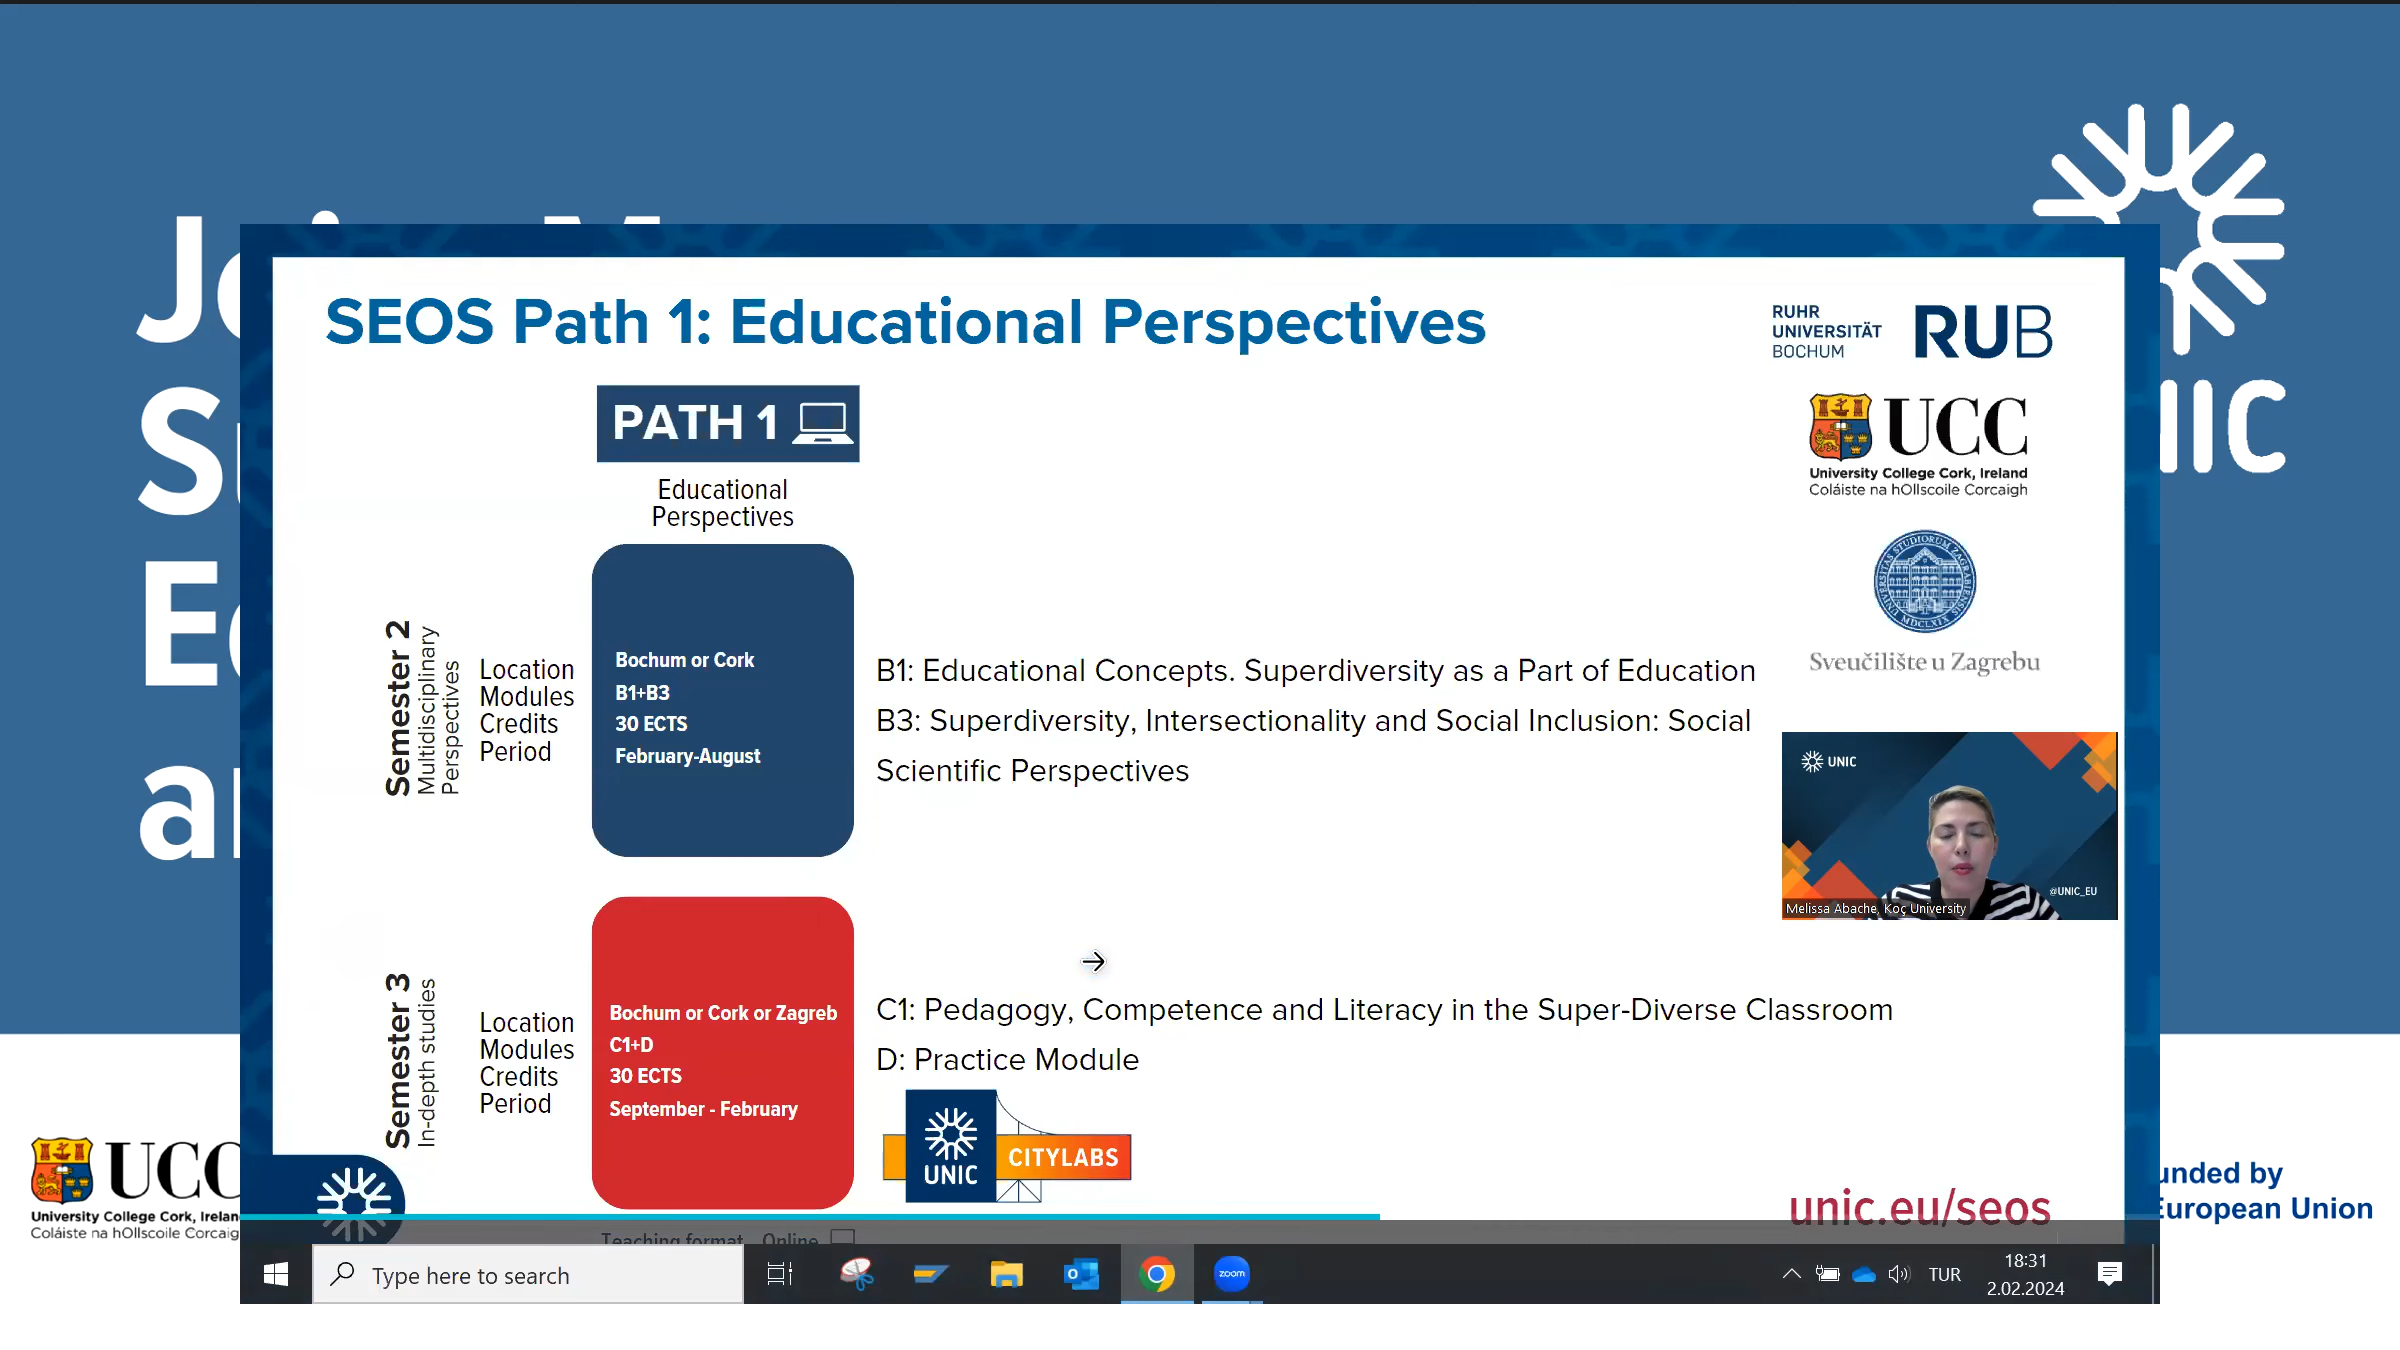 SEOS Path 1: Educational Perspectives
RUHR
UNIVERSITÄT
BOCHUM
RUB
PATH 1
UCC
University College Cork, Ireland
Coláiste na hOllscoile Corcaigh
Educational
Perspectives
UNIVERSITAS STUDIORUM ZAGRABIENSIS
MDCLXIX
Sveučilište u Zagrebu
Semester 2
Multidisciplinary
Perspectives
Location
Modules
Credits
Period
Bochum or Cork
B1+B3
30 ECTS
February-August
B1: Educational Concepts. Superdiversity as a Part of Education
B3: Superdiversity, Intersectionality and Social Inclusion: Social
Scientific Perspectives
UNIC
@UNIC_EU
Melissa Abache, Koç University
Semester 3
In-depth studies
Location
Modules
Credits
Period
Bochum or Cork or Zagreb
C1+D
30 ECTS
September - February
C1: Pedagogy, Competence and Literacy in the Super-Diverse Classroom
D: Practice Module
UNIC
CITYLABS
unic.eu/seos
Teaching format Online
UCC
University College Cork, Irelan
Coláiste na hOllscoile Corcaig
unded by
European Union
Type here to search
zoom
TUR
18:31
2.02.2024